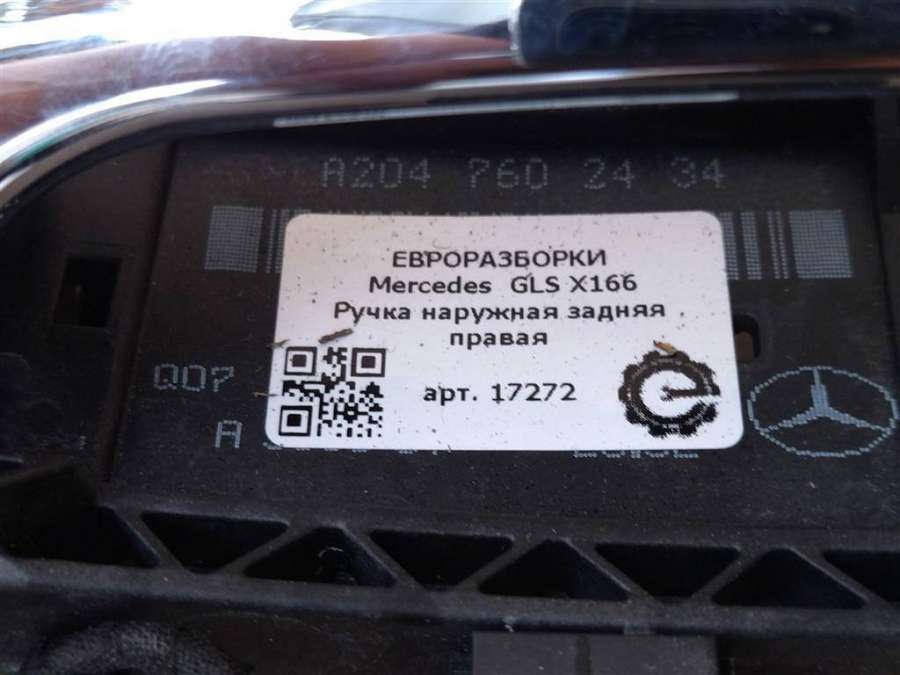 A204 760 24 34
ЕВРОРАЗБОРКИ
Mercedes GLS X166
Ручка наружная задняя
правая
Q07
арт. 17272
A